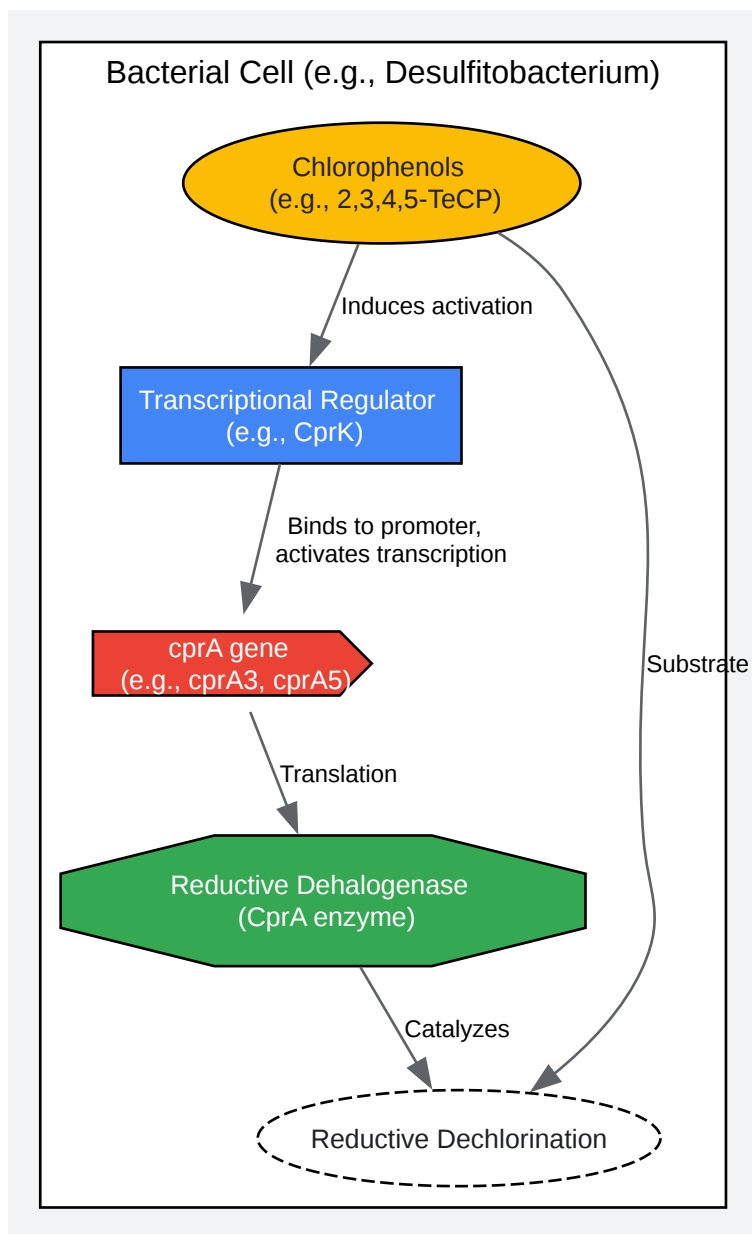 Bacterial Cell (e.g., Desulfitobacterium)
Chlorophenols
(e.g., 2,3,4,5-TeCP)
Induces activation
Transcriptional Regulator
(e.g., CprK)
Binds to promoter,
activates transcription
cprA gene
(e.g., cprA3, cprA5)
Substrate
Translation
Reductive Dehalogenase
(CprA enzyme)
Catalyzes
Reductive Dechlorination